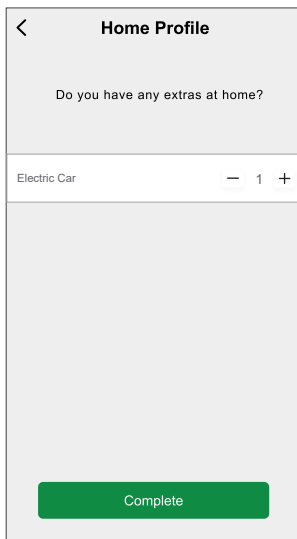 Home Profile
Do you have any extras at home?
Electric Car 1
Complete